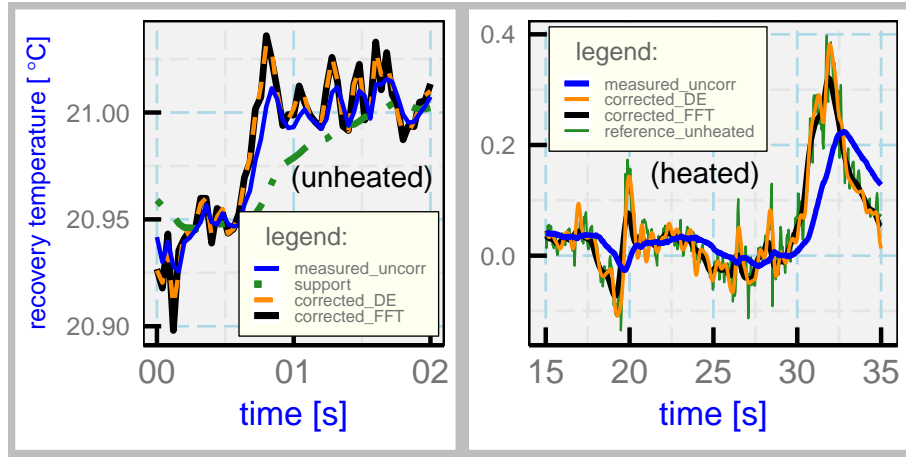 recovery temperature [ °C]
21.00
20.95
20.90
(unheated)
legend:
measured_uncorr
support
corrected_DE
corrected_FFT
00
01
02
time [s]
0.4
0.2
0.0
legend:
measured_uncorr
corrected_DE
corrected_FFT
reference_unheated
(heated)
15
20
25
30
35
time [s]